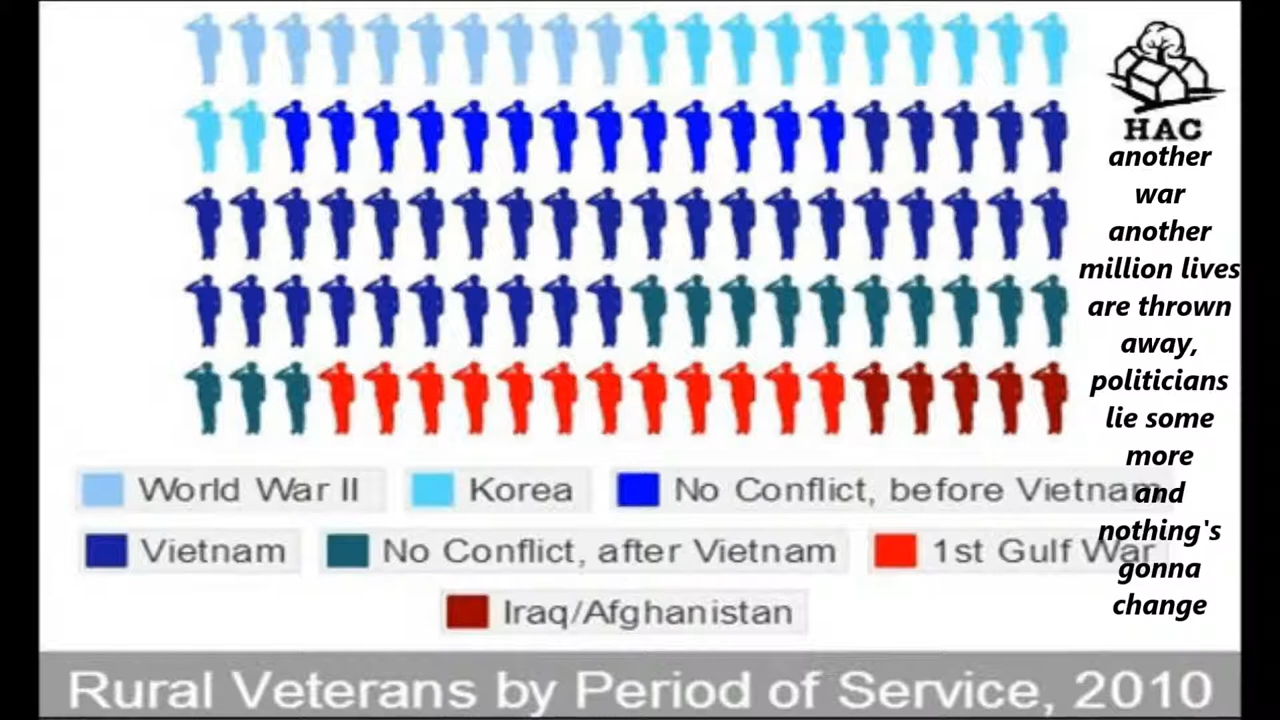 HAC
another
war
another
million lives
are thrown
away,
politicians
lie some
more
and
nothing's
gonna
change
World War II
Korea
No Conflict, before Vietnam
Vietnam
No Conflict, after Vietnam
1st Gulf War
Iraq/Afghanistan
Rural Veterans by Period of Service, 2010